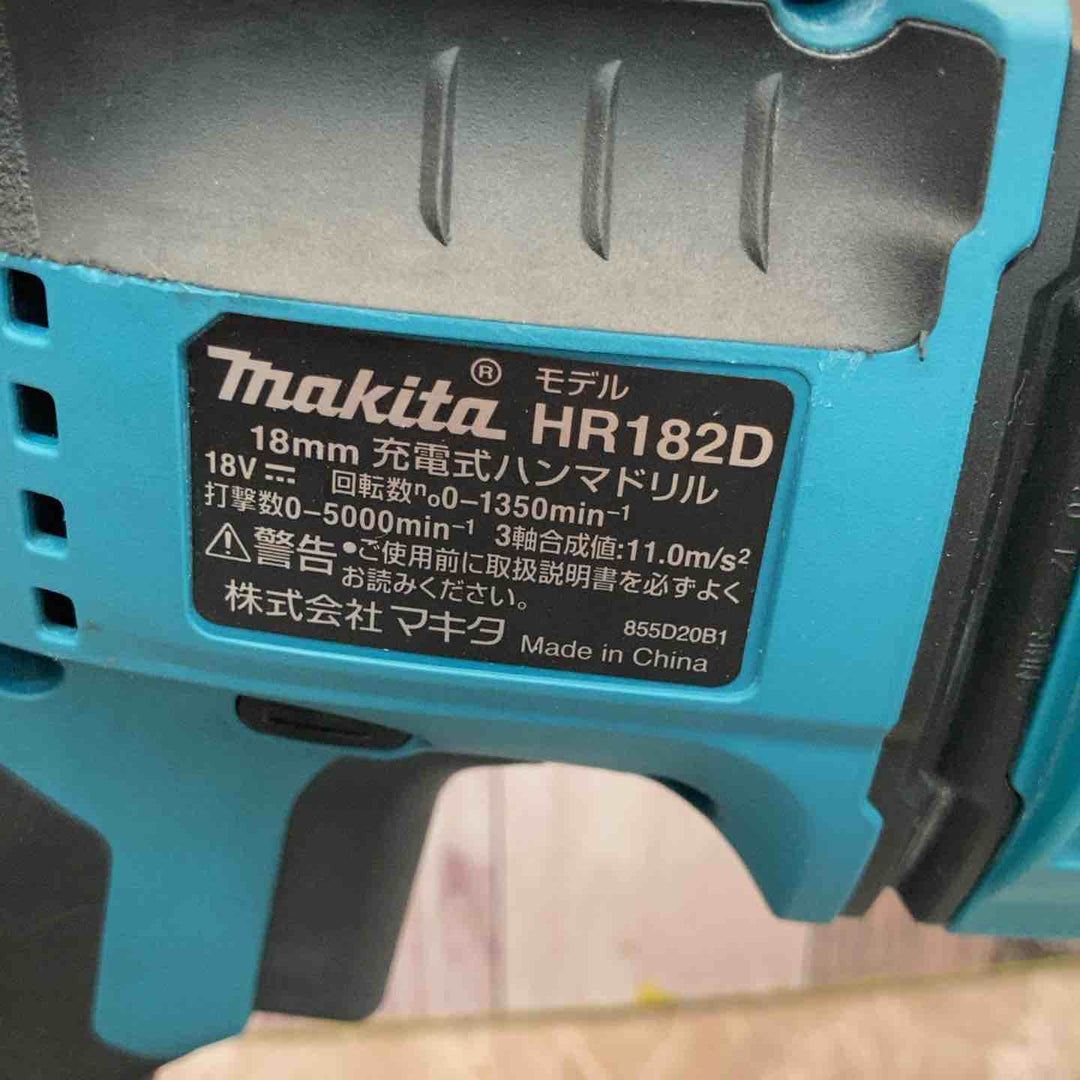 makita® モデル HR182D
18mm 充電式ハンマドリル
18V 回転数n₀0-1350min⁻¹
打撃数0-5000min⁻¹ 3軸合成値:11.0m/s²
⚠警告 •ご使用前に取扱説明書を必ずよく
お読みください。
株式会社 マキタ 855D20B1
Made in China